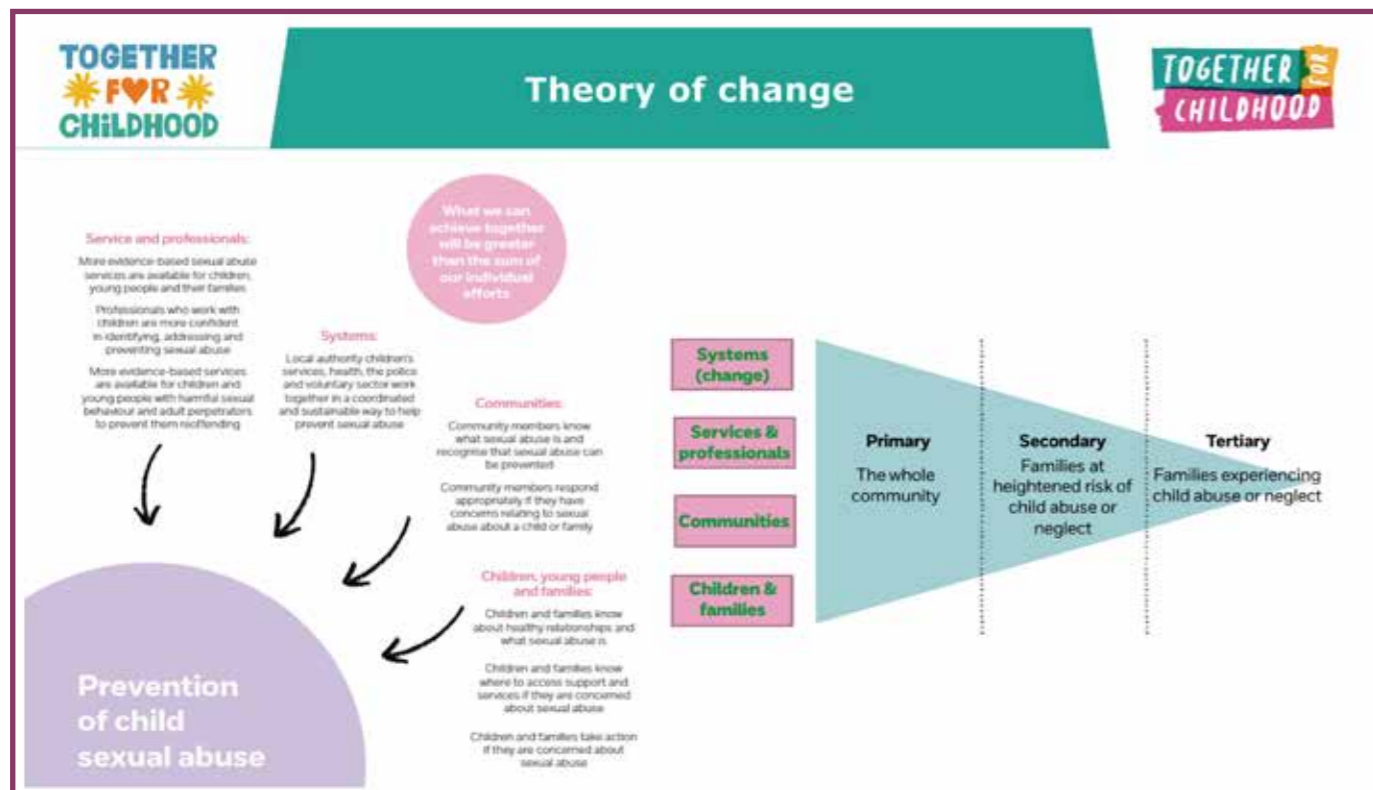 TOGETHER
FOR
CHiLDHOOD
Theory of change
TOGETHER FOR
CHILDHOOD
What we can
achieve together
will be greater
than the sum of
our individual
efforts
Service and professionals:
More evidence-based sexual abuse
services are available for children,
young people and their families
Professionals who work with
children are more confident
in identifying, addressing and
preventing sexual abuse
More evidence-based services
are available for children and
young people with harmful sexual
behaviour and adult perpetrators
to prevent them reoffending
Systems:
Local authority children's
services, health, the police
and voluntary sector work
together in a coordinated
and sustainable way to help
prevent sexual abuse
Communities:
Community members know
what sexual abuse is and
recognise that sexual abuse can
be prevented
Community members respond
appropriately if they have
concerns relating to sexual
abuse about a child or family
Children, young people
and families:
Children and families know
about healthy relationships and
what sexual abuse is
Children and families know
where to access support and
services if they are concerned
about sexual abuse
Children and families take action
if they are concerned about
sexual abuse
Prevention
of child
sexual abuse
Systems
(change)
Services &
professionals
Communities
Children &
families
Primary
The whole
community
Secondary
Families at
heightened risk of
child abuse or
neglect
Tertiary
Families experiencing
child abuse or neglect